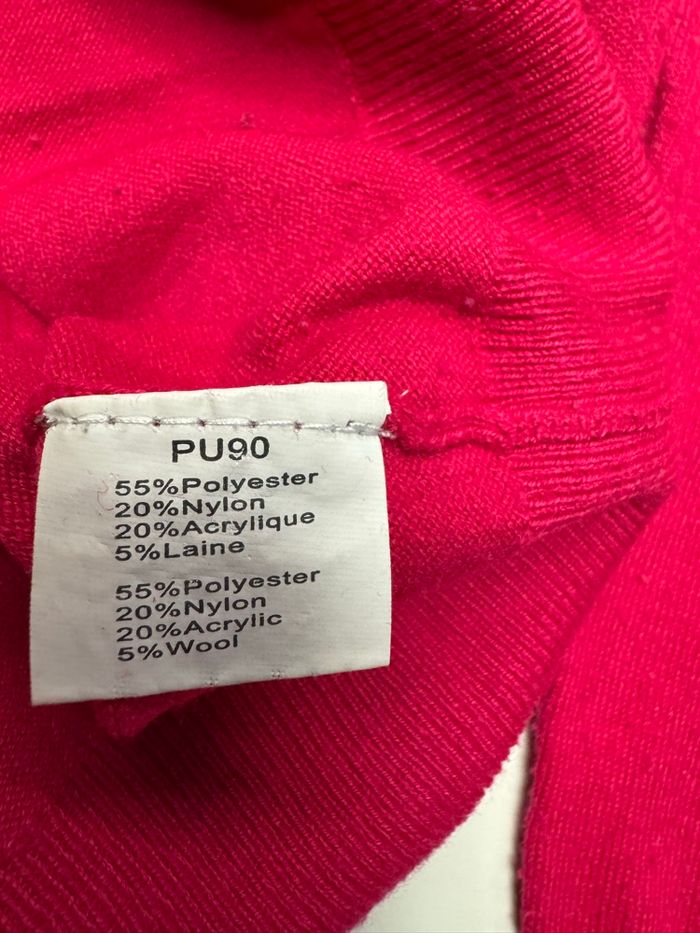 PU90
55%Polyester
20%Nylon
20%Acrylique
5%Laine
55%Polyester
20%Nylon
20%Acrylic
5%Wool